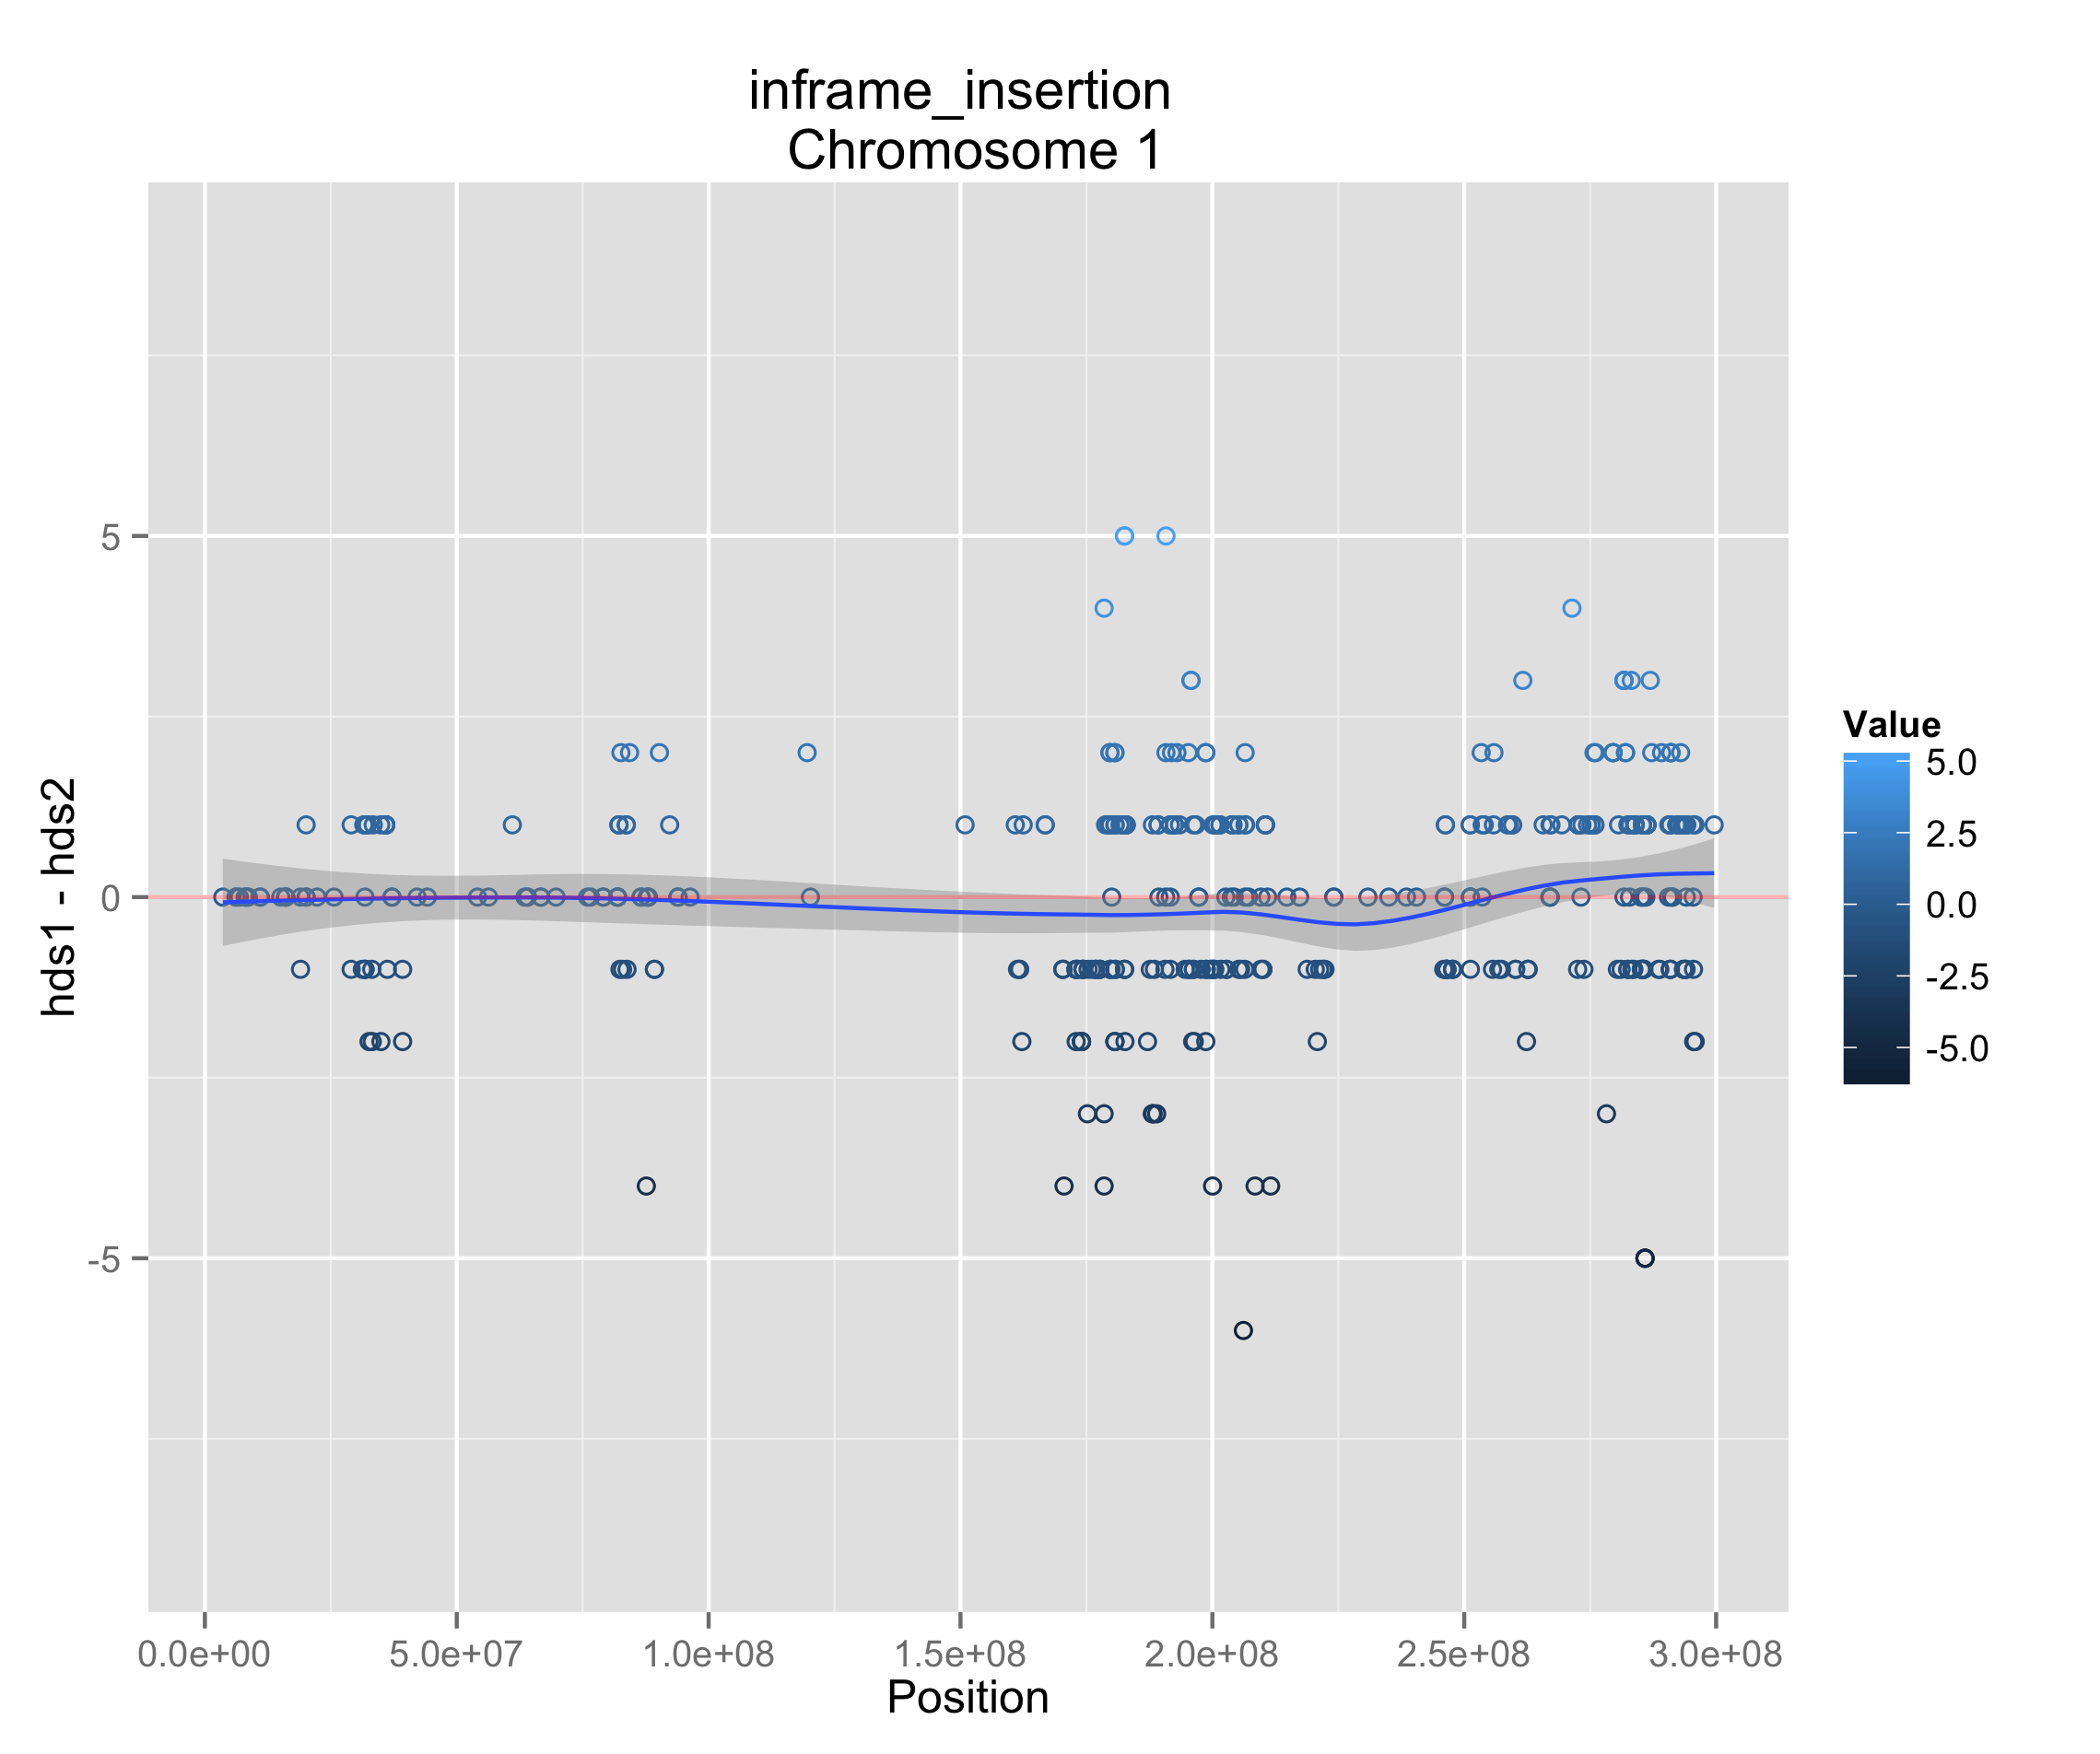 inframe_insertion
Chromosome 1
hds1 - hds2
5
0
-5
0.0e+00 5.0e+07 1.0e+08 1.5e+08 2.0e+08 2.5e+08 3.0e+08
Position
Value
5.0
2.5
0.0
-2.5
-5.0